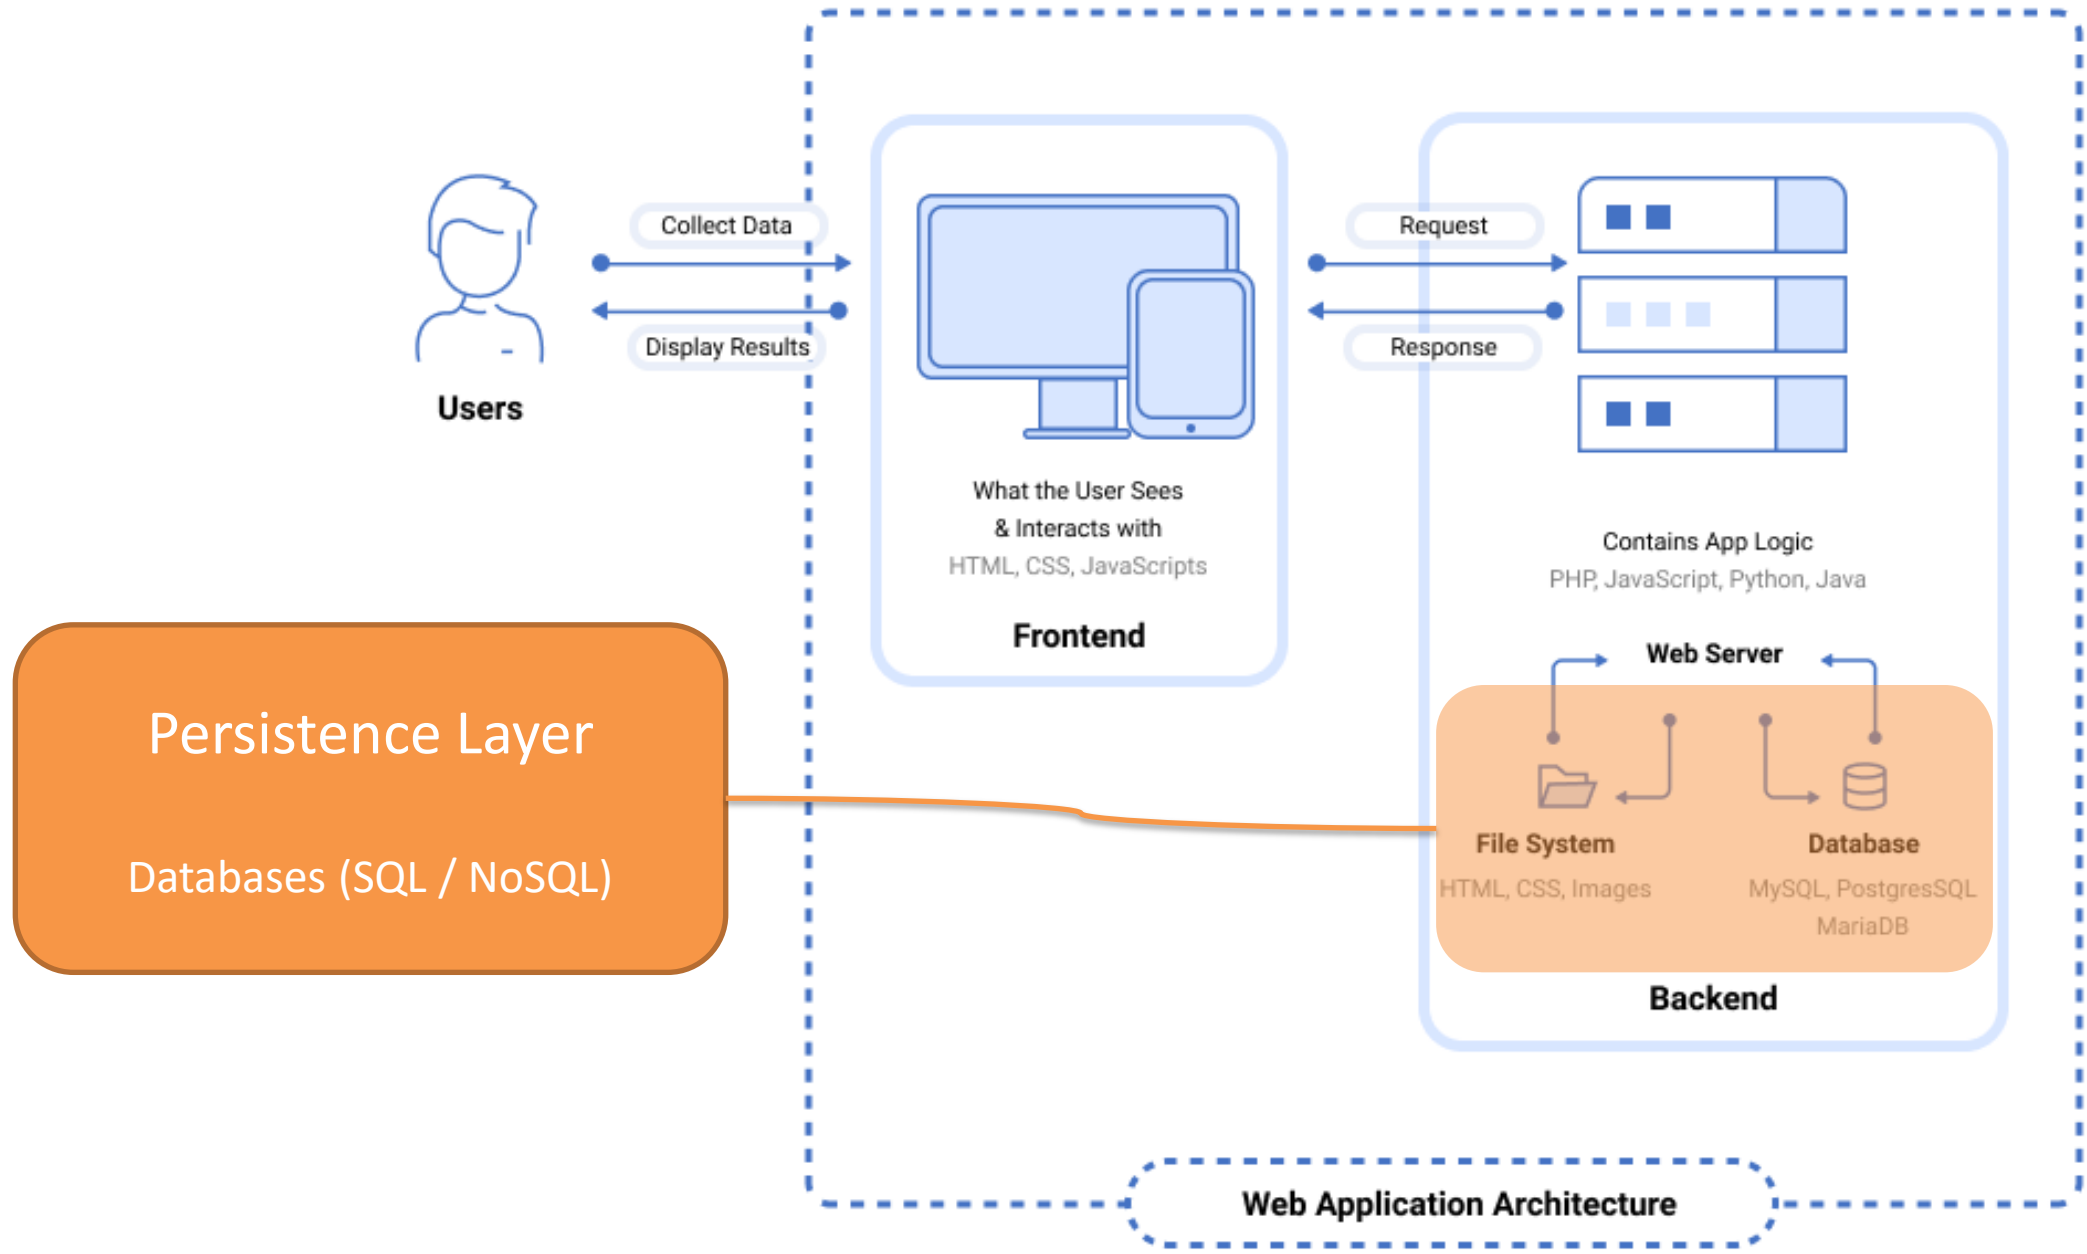 Collect Data
Display Results
Users
What the User Sees
& Interacts with
HTML, CSS, JavaScripts
Frontend
Request
Response
Contains App Logic
PHP, JavaScript, Python, Java
Web Server
File System
HTML, CSS, Images
Database
MySQL, PostgresSQL
MariaDB
Backend
Persistence Layer
Databases (SQL / NoSQL)
Web Application Architecture